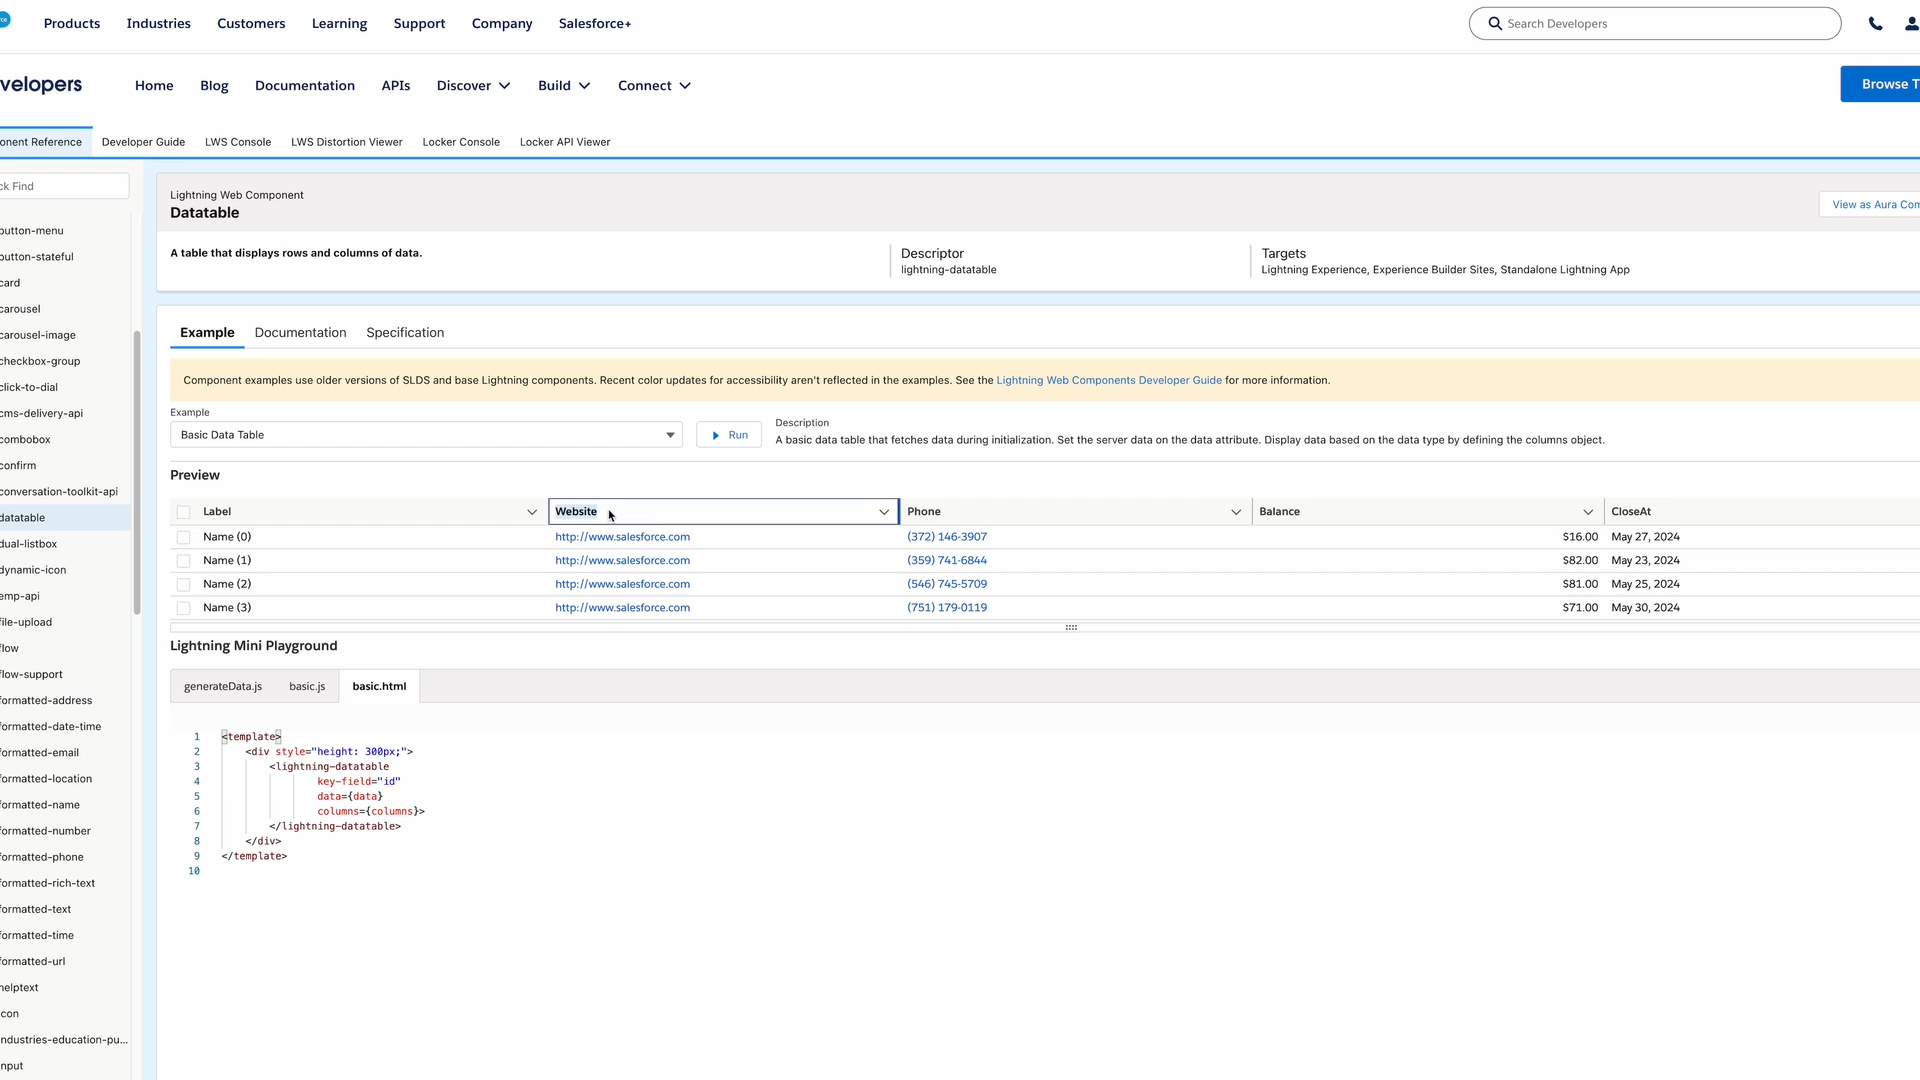 Products Industries Customers Learning Support Company Salesforce+ Search Developers
velopers Home Blog Documentation APIs Discover Build Connect Browse T
onent Reference Developer Guide LWS Console LWS Distortion Viewer Locker Console Locker API Viewer
ck Find
button-menu
button-stateful
card
carousel
carousel-image
checkbox-group
click-to-dial
cms-delivery-api
combobox
confirm
conversation-toolkit-api
datatable
dual-listbox
dynamic-icon
emp-api
file-upload
flow
flow-support
formatted-address
formatted-date-time
formatted-email
formatted-location
formatted-name
formatted-number
formatted-phone
formatted-rich-text
formatted-text
formatted-time
formatted-url
helptext
con
ndustries-education-pu...
nput
Lightning Web Component
Datatable
View as Aura Com
A table that displays rows and columns of data.
Descriptor
lightning-datatable
Targets
Lightning Experience, Experience Builder Sites, Standalone Lightning App
Example Documentation Specification
Component examples use older versions of SLDS and base Lightning components. Recent color updates for accessibility aren't reflected in the examples. See the Lightning Web Components Developer Guide for more information.
Example
Basic Data Table
Run
Description
A basic data table that fetches data during initialization. Set the server data on the data attribute. Display data based on the data type by defining the columns object.
Preview
Label Website Phone Balance CloseAt
Name (0) http://www.salesforce.com (372) 146-3907 $16.00 May 27, 2024
Name (1) http://www.salesforce.com (359) 741-6844 $82.00 May 23, 2024
Name (2) http://www.salesforce.com (546) 745-5709 $81.00 May 25, 2024
Name (3) http://www.salesforce.com (751) 179-0119 $71.00 May 30, 2024
Lightning Mini Playground
generateData.js basic.js basic.html
1 <template>
2 <div style="height: 300px;">
3 <lightning-datatable
4 key-field="id"
5 data={data}
6 columns={columns}>
7 </lightning-datatable>
8 </div>
9 </template>
10